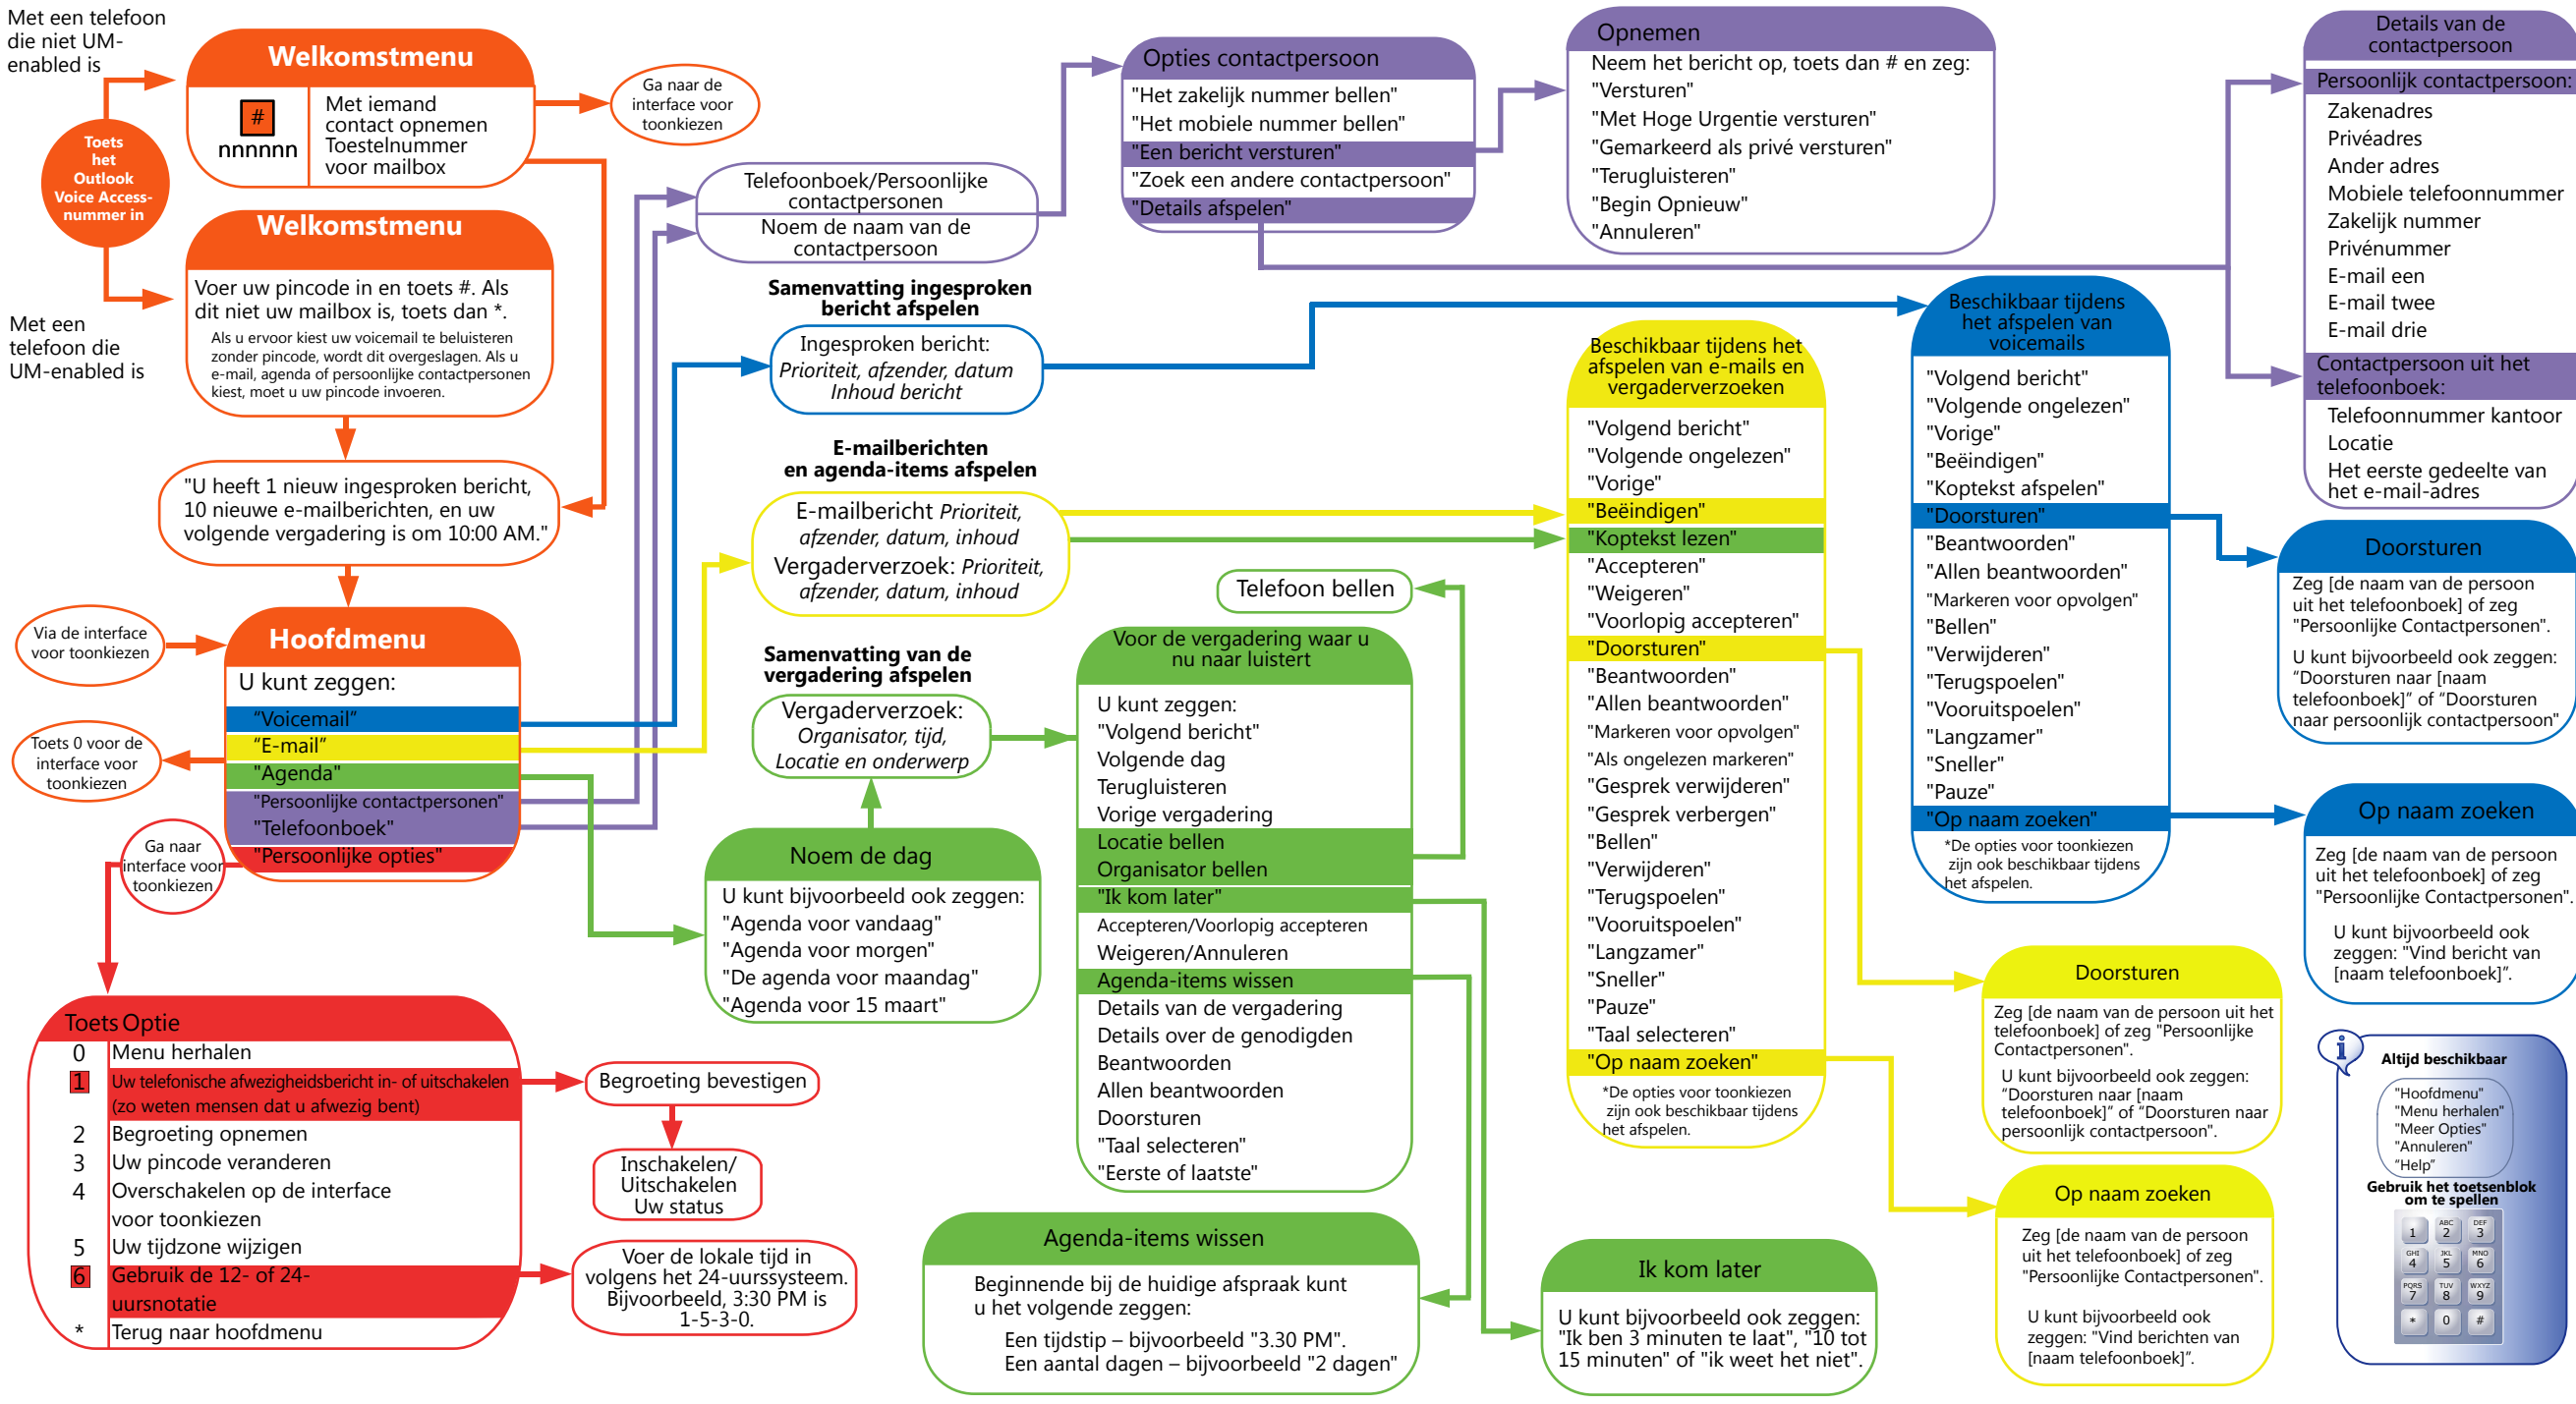 Met een telefoon
die niet UM-
enabled is
Toets
het
Outlook
Voice Access-
nummer in
Met een
telefoon die
UM-enabled is
Welkomstmenu
#
nnnnnn
Met iemand
contact opnemen
Toestelnummer
voor mailbox
Ga naar de
interface voor
toonkiezen
Welkomstmenu
Voer uw pincode in en toets #. Als
dit niet uw mailbox is, toets dan *.
Als u ervoor kiest uw voicemail te beluisteren
zonder pincode, wordt dit overgeslagen. Als u
e-mail, agenda of persoonlijke contactpersonen
kiest, moet u uw pincode invoeren.
"U heeft 1 nieuw ingesproken bericht,
10 nieuwe e-mailberichten, en uw
volgende vergadering is om 10:00 AM."
Via de interface
voor toonkiezen
Toets 0 voor de
interface voor
toonkiezen
Ga naar
interface voor
toonkiezen
Hoofdmenu
U kunt zeggen:
“Voicemail“
“E-mail”
"Agenda"
"Persoonlijke contactpersonen"
"Telefoonboek"
"Persoonlijke opties"
Toets Optie
0 Menu herhalen
1 Uw telefonische afwezigheidsbericht in- of uitschakelen
(zo weten mensen dat u afwezig bent)
2 Begroeting opnemen
3 Uw pincode veranderen
4 Overschakelen op de interface
voor toonkiezen
5 Uw tijdzone wijzigen
6 Gebruik de 12- of 24-
uursnotatie
* Terug naar hoofdmenu
Begroeting bevestigen
Inschakelen/
Uitschakelen
Uw status
Voer de lokale tijd in
volgens het 24-uurssysteem.
Bijvoorbeeld, 3:30 PM is
1-5-3-0.
Telefoonboek/Persoonlijke
contactpersonen
Noem de naam van de
contactpersoon
Samenvatting ingesproken
bericht afspelen
Ingesproken bericht:
Prioriteit, afzender, datum
Inhoud bericht
E-mailberichten
en agenda-items afspelen
E-mailbericht Prioriteit,
afzender, datum, inhoud
Vergaderverzoek: Prioriteit,
afzender, datum, inhoud
Samenvatting van de
vergadering afspelen
Vergaderverzoek:
Organisator, tijd,
Locatie en onderwerp
Noem de dag
U kunt bijvoorbeeld ook zeggen:
"Agenda voor vandaag"
"Agenda voor morgen"
"De agenda voor maandag"
"Agenda voor 15 maart"
Opties contactpersoon
"Het zakelijk nummer bellen"
"Het mobiele nummer bellen"
"Een bericht versturen"
"Zoek een andere contactpersoon"
"Details afspelen"
Opnemen
Neem het bericht op, toets dan # en zeg:
"Versturen"
"Met Hoge Urgentie versturen"
"Gemarkeerd als privé versturen"
"Terugluisteren"
"Begin Opnieuw"
"Annuleren"
Telefoon bellen
Voor de vergadering waar u
nu naar luistert
U kunt zeggen:
"Volgend bericht"
Volgende dag
Terugluisteren
Vorige vergadering
Locatie bellen
Organisator bellen
"Ik kom later"
Accepteren/Voorlopig accepteren
Weigeren/Annuleren
Agenda-items wissen
Details van de vergadering
Details over de genodigden
Beantwoorden
Allen beantwoorden
Doorsturen
"Taal selecteren"
"Eerste of laatste"
Agenda-items wissen
Beginnende bij de huidige afspraak kunt
u het volgende zeggen:
Een tijdstip – bijvoorbeeld "3.30 PM".
Een aantal dagen – bijvoorbeeld "2 dagen"
Ik kom later
U kunt bijvoorbeeld ook zeggen:
"Ik ben 3 minuten te laat", "10 tot
15 minuten" of "ik weet het niet".
Beschikbaar tijdens het
afspelen van e-mails en
vergaderverzoeken
"Volgend bericht"
"Volgende ongelezen"
"Vorige"
"Beëindigen"
"Koptekst lezen"
"Accepteren"
"Weigeren"
"Voorlopig accepteren"
"Doorsturen"
"Beantwoorden"
"Allen beantwoorden"
"Markeren voor opvolgen"
"Als ongelezen markeren"
"Gesprek verwijderen"
"Gesprek verbergen"
"Bellen"
"Verwijderen"
"Terugspoelen"
"Vooruitspoelen"
"Langzamer"
"Sneller"
"Pauze"
"Taal selecteren"
"Op naam zoeken"
*De opties voor toonkiezen
zijn ook beschikbaar tijdens
het afspelen.
Beschikbaar tijdens
het afspelen van
voicemails
"Volgend bericht"
"Volgende ongelezen"
"Vorige"
"Beëindigen"
"Koptekst afspelen"
"Doorsturen"
"Beantwoorden"
"Allen beantwoorden"
"Markeren voor opvolgen"
"Bellen"
"Verwijderen"
"Terugspoelen"
"Vooruitspoelen"
"Langzamer"
"Sneller"
"Pauze"
"Op naam zoeken"
*De opties voor toonkiezen
zijn ook beschikbaar tijdens
het afspelen.
Doorsturen
Zeg [de naam van de persoon uit het
telefoonboek] of zeg "Persoonlijke
Contactpersonen".
U kunt bijvoorbeeld ook zeggen:
“Doorsturen naar [naam
telefoonboek]” of “Doorsturen naar
persoonlijk contactpersoon".
Op naam zoeken
Zeg [de naam van de persoon
uit het telefoonboek] of zeg
"Persoonlijke Contactpersonen".
U kunt bijvoorbeeld ook
zeggen: "Vind berichten van
[naam telefoonboek]”.
Details van de
contactpersoon
Persoonlijk contactpersoon:
Zakenadres
Privéadres
Ander adres
Mobiele telefoonnummer
Zakelijk nummer
Privénummer
E-mail een
E-mail twee
E-mail drie
Contactpersoon uit het
telefoonboek:
Telefoonnummer kantoor
Locatie
Het eerste gedeelte van
het e-mail-adres
Doorsturen
Zeg [de naam van de persoon
uit het telefoonboek] of zeg
"Persoonlijke Contactpersonen".
U kunt bijvoorbeeld ook zeggen:
“Doorsturen naar [naam
telefoonboek]” of “Doorsturen
naar persoonlijk contactpersoon"
Op naam zoeken
Zeg [de naam van de persoon
uit het telefoonboek] of zeg
"Persoonlijke Contactpersonen".
U kunt bijvoorbeeld ook
zeggen: "Vind bericht van
[naam telefoonboek]”.
i
Altijd beschikbaar
"Hoofdmenu"
"Menu herhalen"
"Meer Opties"
"Annuleren"
“Help”
Gebruik het toetsenblok
om te spellen
1 ABC 2 DEF 3
GHI 4 JKL 5 MNO 6
PQRS 7 TUV 8 WXYZ 9
* 0 #